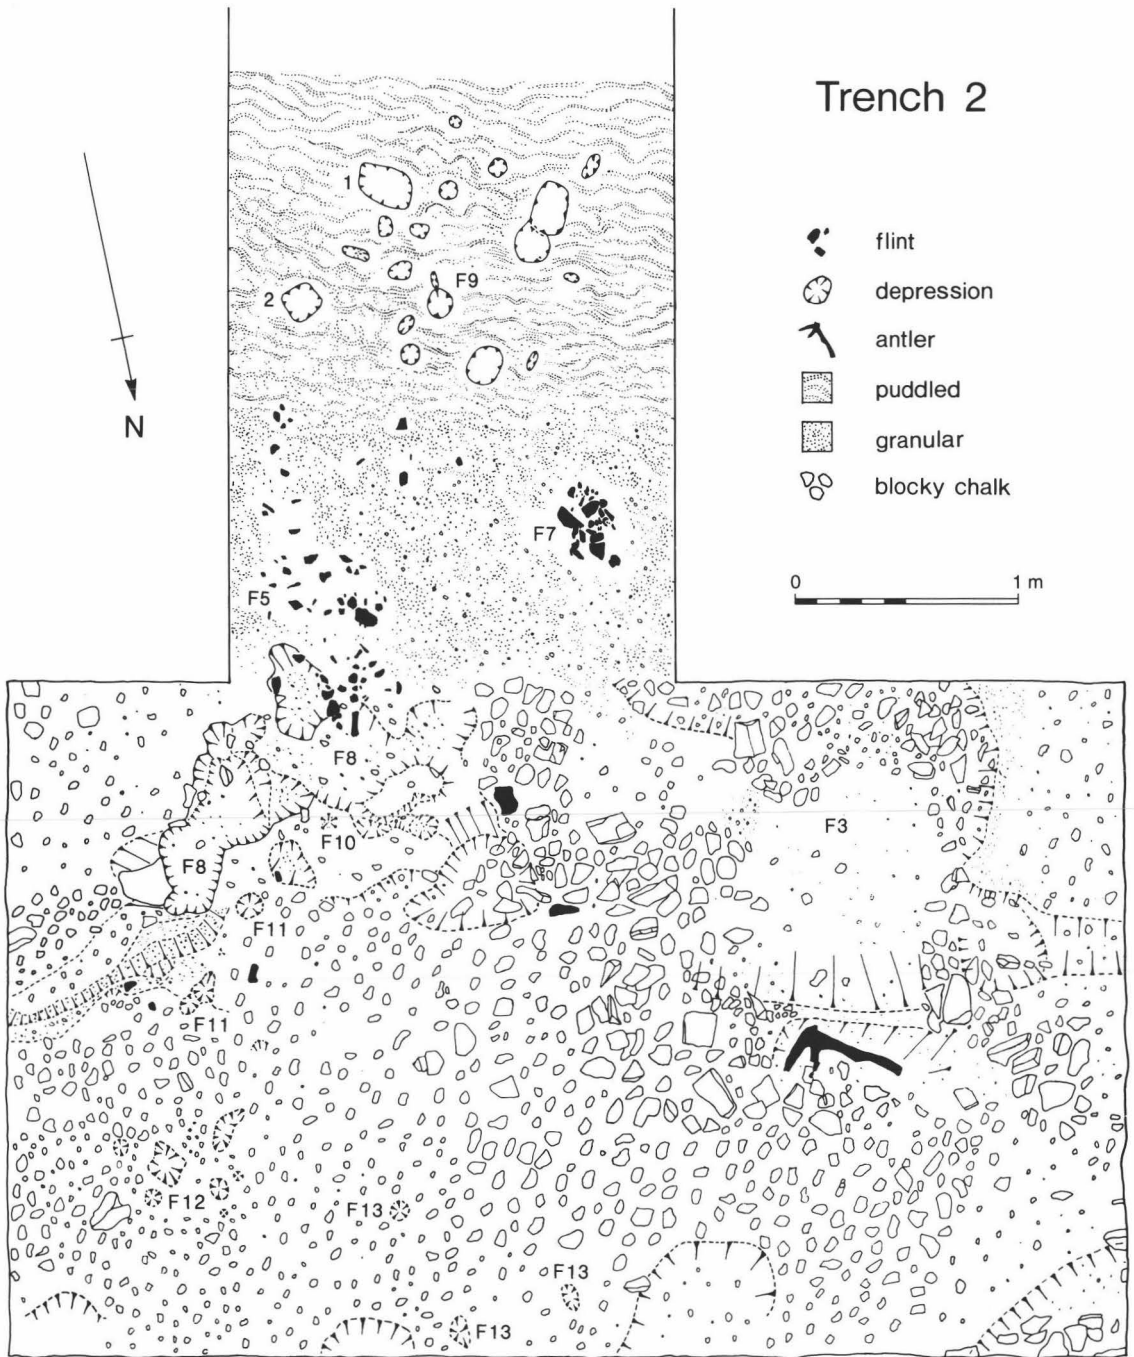 Trench 2
1
2
F9
N
flint
depression
antler
puddled
granular
blocky chalk
0 1 m
F7
F5
F8
F3
F10
F8
F11
F11
F12
F13
F13
F13